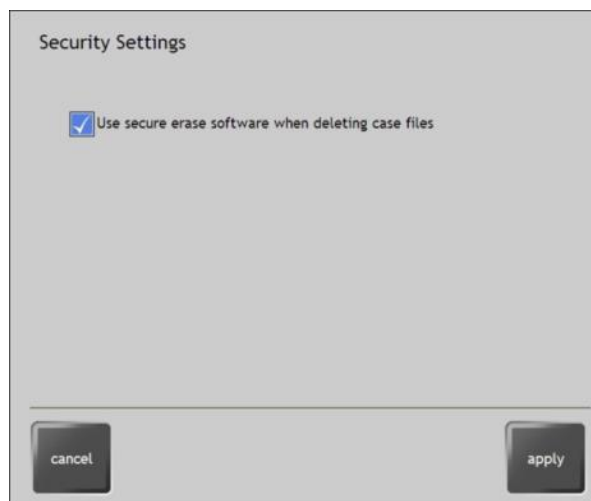 Security Settings
Use secure erase software when deleting case files
cancel
apply